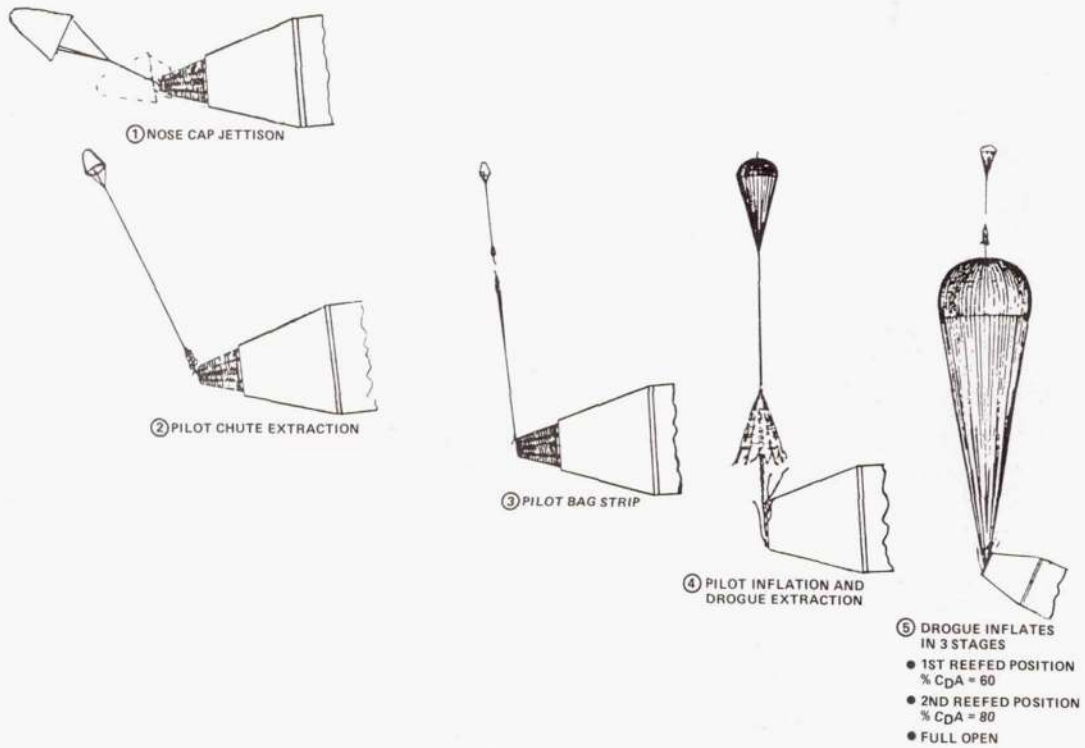 ① NOSE CAP JETTISON
② PILOT CHUTE EXTRACTION
③ PILOT BAG STRIP
④ PILOT INFLATION AND
DROGUE EXTRACTION
⑤ DROGUE INFLATES
IN 3 STAGES
● 1ST REEFED POSITION
% CDA = 60
● 2ND REEFED POSITION
% CDA = 80
● FULL OPEN